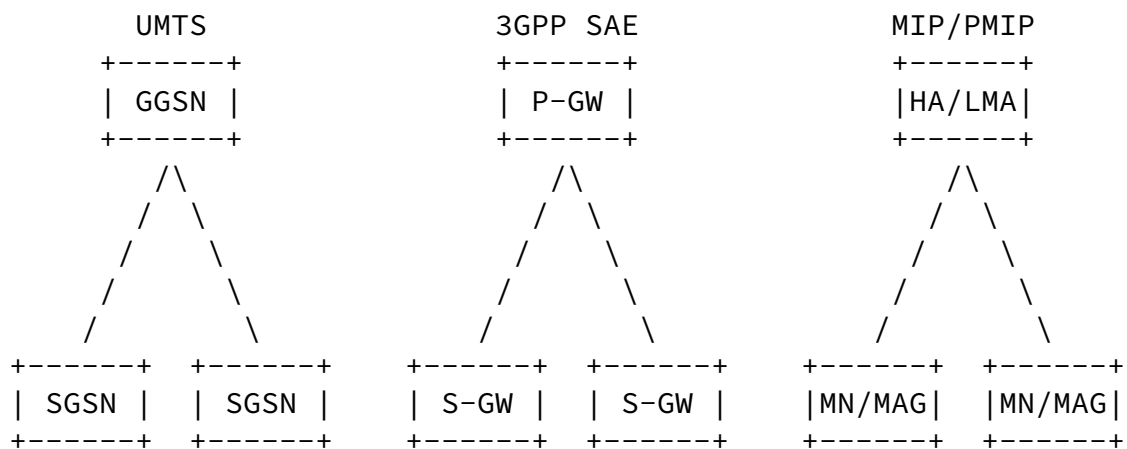 UMTS 3GPP SAE MIP/PMIP
+------+ +------+ +------+
| GGSN | | P-GW | |HA/LMA|
+------+ +------+ +------+
/\ /\ /\
/ \ / \ / \
/ \ / \ / \
/ \ / \ / \
/ \ / \ / \
+------+ +------+ +------+ +------+ +------+ +------+
| SGSN | | SGSN | | S-GW | | S-GW | |MN/MAG| |MN/MAG|
+------+ +------+ +------+ +------+ +------+ +------+